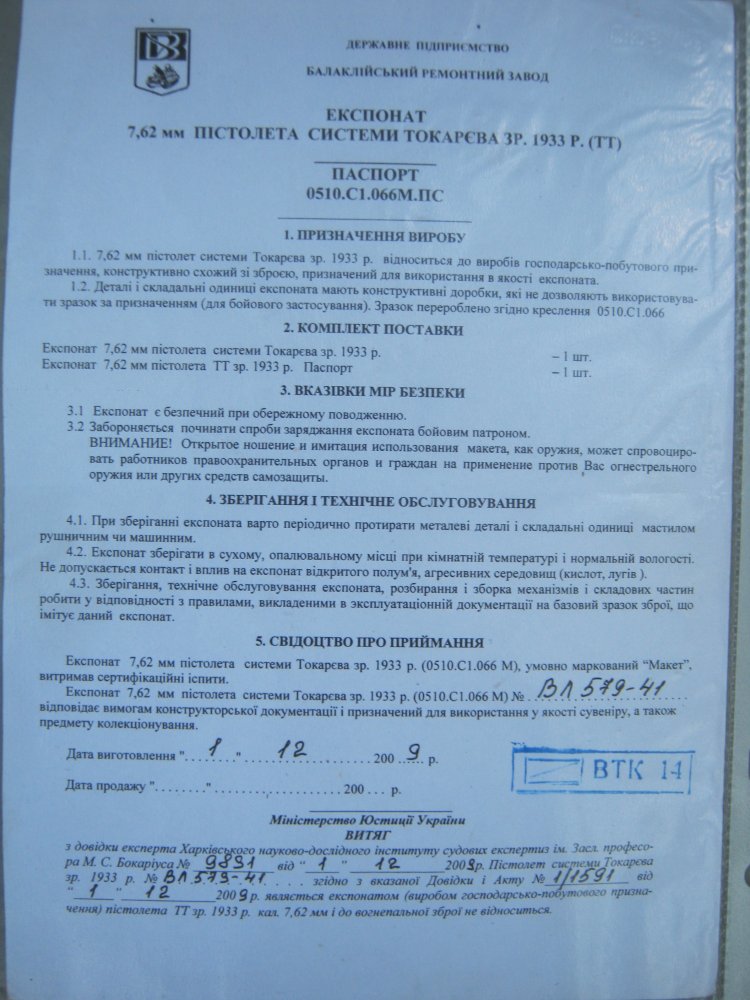 БРЗ
ДЕРЖАВНЕ ПІДПРИЄМСТВО
БАЛАКЛІЙСЬКИЙ РЕМОНТНИЙ ЗАВОД
ЕКСПОНАТ
7,62 мм ПІСТОЛЕТА СИСТЕМИ ТОКАРЄВА ЗР. 1933 Р. (ТТ)
ПАСПОРТ
0510.С1.066М.ПС
1. ПРИЗНАЧЕННЯ ВИРОБУ
1.1. 7,62 мм пістолет системи Токарєва зр. 1933 р. відноситься до виробів господарсько-побутового при-
значення, конструктивно схожий зі зброєю, призначений для використання в якості експоната.
1.2. Деталі і складальні одиниці експоната мають конструктивні доробки, які не дозволяють використовува-
ти зразок за призначенням (для бойового застосування). Зразок перероблено згідно креслення 0510.С1.066
2. КОМПЛЕКТ ПОСТАВКИ
Експонат 7,62 мм пістолета системи Токарєва зр. 1933 р. – 1 шт.
Експонат 7,62 мм пістолета ТТ зр. 1933 р. Паспорт – 1 шт.
3. ВКАЗІВКИ МІР БЕЗПЕКИ
3.1 Експонат є безпечний при обережному поводженню.
3.2 Забороняється починати спроби заряджання експоната бойовим патроном.
ВНИМАНИЕ! Открытое ношение и имитация использования макета, как оружия, может спровоциро-
вать работников правоохранительных органов и граждан на применение против Вас огнестрельного
оружия или других средств самозащиты.
4. ЗБЕРІГАННЯ І ТЕХНІЧНЕ ОБСЛУГОВУВАННЯ
4.1. При зберіганні експоната варто періодично протирати металеві деталі і складальні одиниці мастилом
рушничним чи машинним.
4.2. Експонат зберігати в сухому, опалювальному місці при кімнатній температурі і нормальній вологості.
Не допускається контакт і вплив на експонат відкритого полум'я, агресивних середовищ (кислот, лугів ).
4.3. Зберігання, технічне обслуговування експоната, розбирання і зборка механізмів і складових частин
робити у відповідності з правилами, викладеними в эксплуатаційній документації на базовий зразок зброї, що
імітує даний експонат.
5. СВІДОЦТВО ПРО ПРИЙМАННЯ
Експонат 7,62 мм пістолета системи Токарєва зр. 1933 р. (0510.С1.066 М), умовно маркований “Макет”,
витримав сертифікаційні іспити.
Експонат 7,62 мм пістолета системи Токарєва зр. 1933 р. (0510.С1.066 М) № ВЛ 579-41
відповідає вимогам конструкторської документації і призначений для використання у якості сувеніру, а також
предмету колекціонування.
Дата виготовлення "1" 12 2009 р.
ВТК 14
Дата продажу ". . . . . . . " . . . . . . . . . . . . . . . . . . 200 . . . р.
Міністерство Юстиції України
ВИТЯГ
з довідки експерта Харківського науково-дослідного інституту судових експертиз ім. Засл. професо-
ра М. С. Бокаріуса № 9891 від “ 1 ” 12 2009р. Пістолет системи Токарєва
зр. 1933 р. № ВЛ 579-41 . . . . згідно з вказаної Довідки і Акту № 1/1591 від
“ 1 ” 12 2009 р. являється експонатом (виробом господарсько-побутового призна-
чення) пістолета ТТ зр. 1933 р. кал. 7,62 мм і до вогнепальної зброї не відноситься.